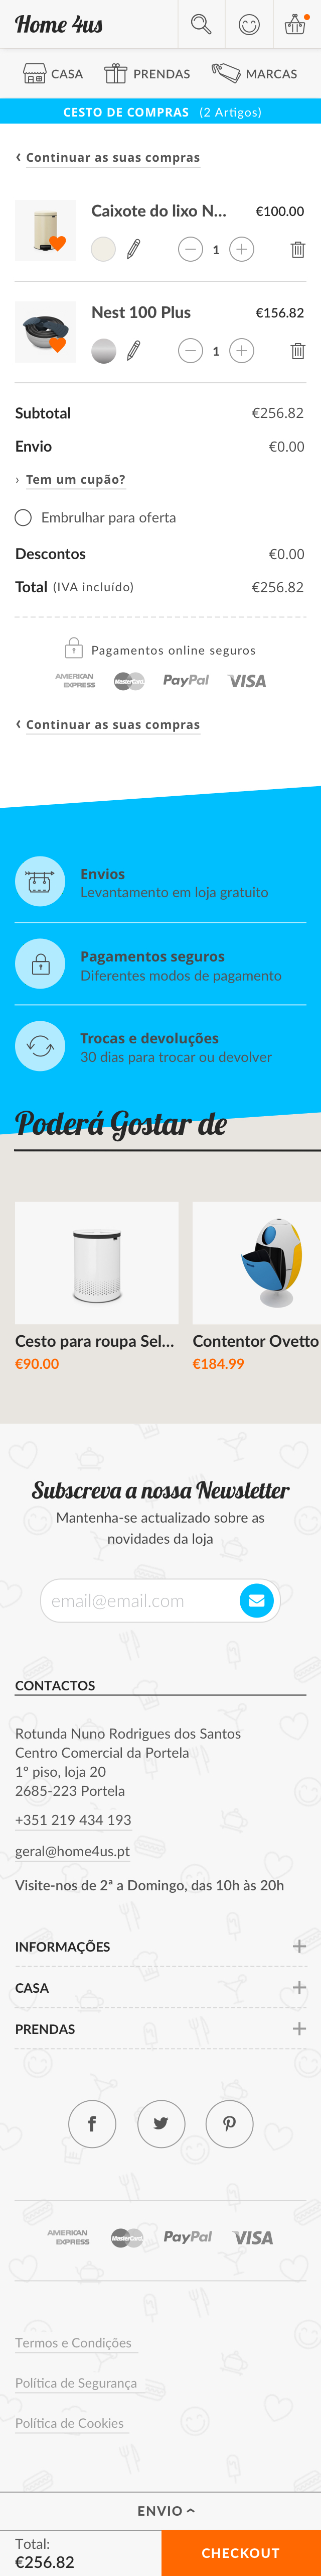 Home 4us
CASA PRENDAS MARCAS
CESTO DE COMPRAS (2 Artigos)
‹ Continuar as suas compras
Caixote do lixo N... €100.00
1
Nest 100 Plus €156.82
1
Subtotal €256.82
Envio €0.00
› Tem um cupão?
Embrulhar para oferta
Descontos €0.00
Total (IVA incluído) €256.82
Pagamentos online seguros
AMERICAN EXPRESS MasterCard PayPal VISA
‹ Continuar as suas compras
Envios
Levantamento em loja gratuito
Pagamentos seguros
Diferentes modos de pagamento
Trocas e devoluções
30 dias para trocar ou devolver
Poderá Gostar de
Cesto para roupa Sel... Contentor Ovetto
€90.00 €184.99
Subscreva a nossa Newsletter
Mantenha-se actualizado sobre as
novidades da loja
email@email.com
CONTACTOS
Rotunda Nuno Rodrigues dos Santos
Centro Comercial da Portela
1º piso, loja 20
2685-223 Portela
+351 219 434 193
geral@home4us.pt
Visite-nos de 2ª a Domingo, das 10h às 20h
INFORMAÇÕES +
CASA +
PRENDAS +
AMERICAN EXPRESS MasterCard PayPal VISA
Termos e Condições
Política de Segurança
Política de Cookies
ENVIO
Total:
€256.82
CHECKOUT